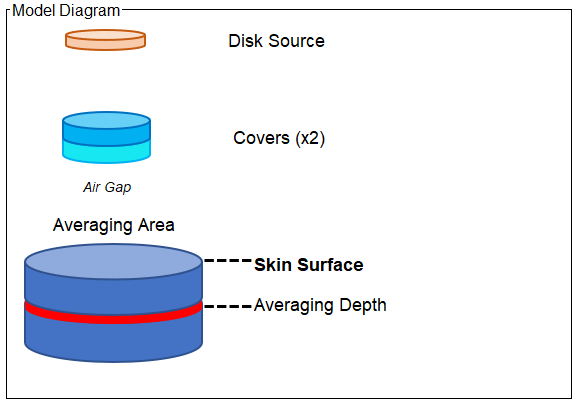 Model Diagram
Disk Source
Covers (x2)
Air Gap
Averaging Area
Skin Surface
Averaging Depth